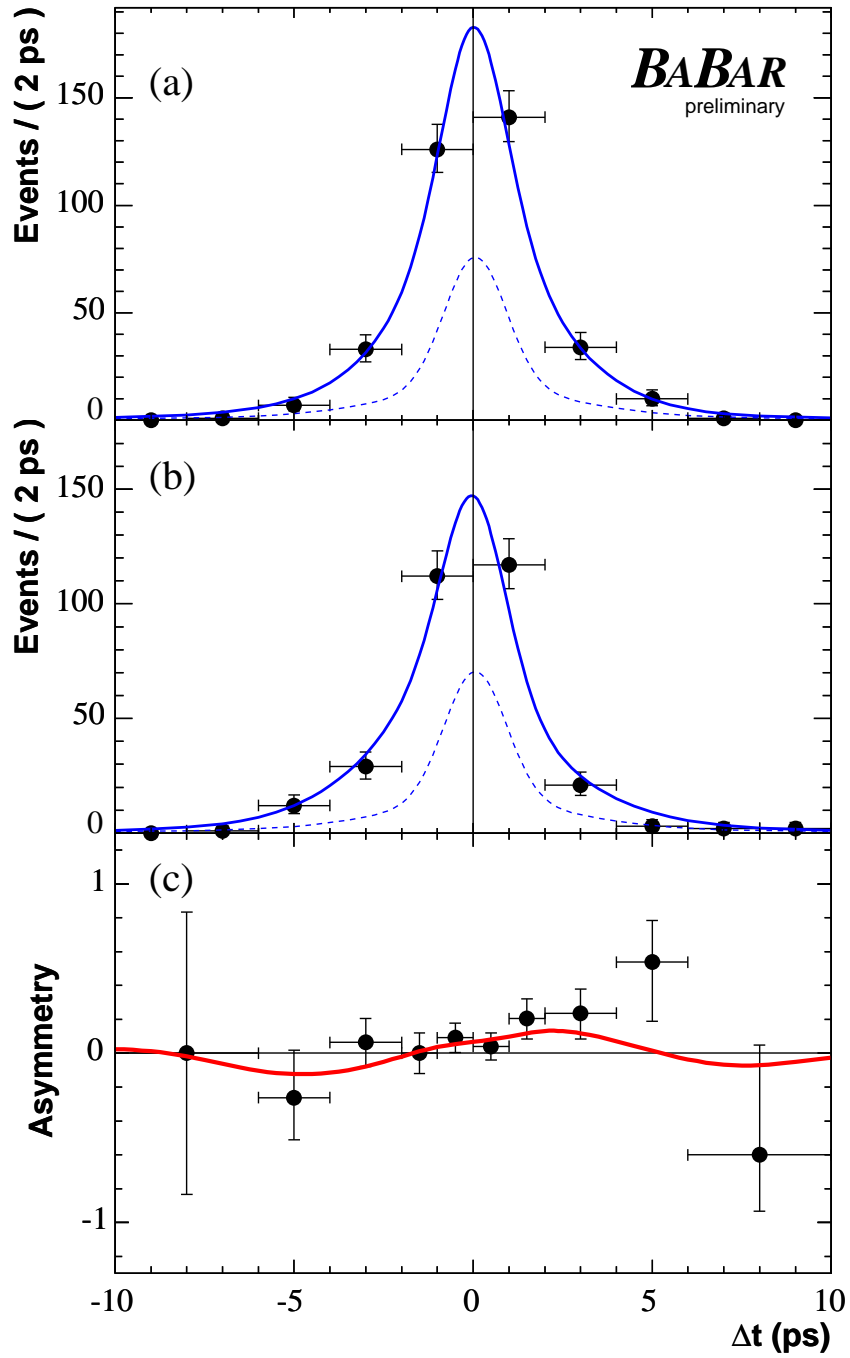 Events / ( 2 ps )
(a)
BABAR
preliminary
150
100
50
0
Events / ( 2 ps )
(b)
150
100
50
0
Asymmetry
(c)
1
0
-1
-10 -5 0 5 10
Δt (ps)